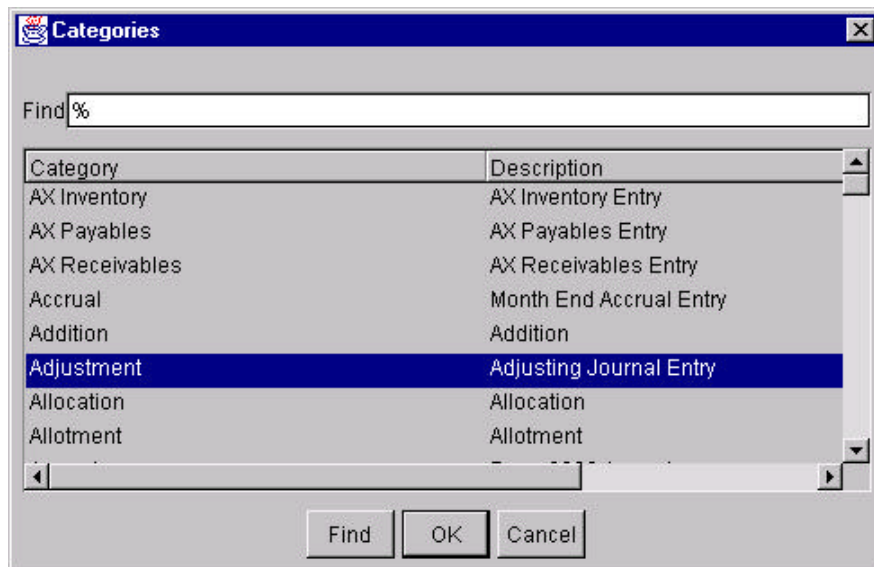 Categories
Find %
Category Description
AX Inventory AX Inventory Entry
AX Payables AX Payables Entry
AX Receivables AX Receivables Entry
Accrual Month End Accrual Entry
Addition Addition
Adjustment Adjusting Journal Entry
Allocation Allocation
Allotment Allotment
Find OK Cancel